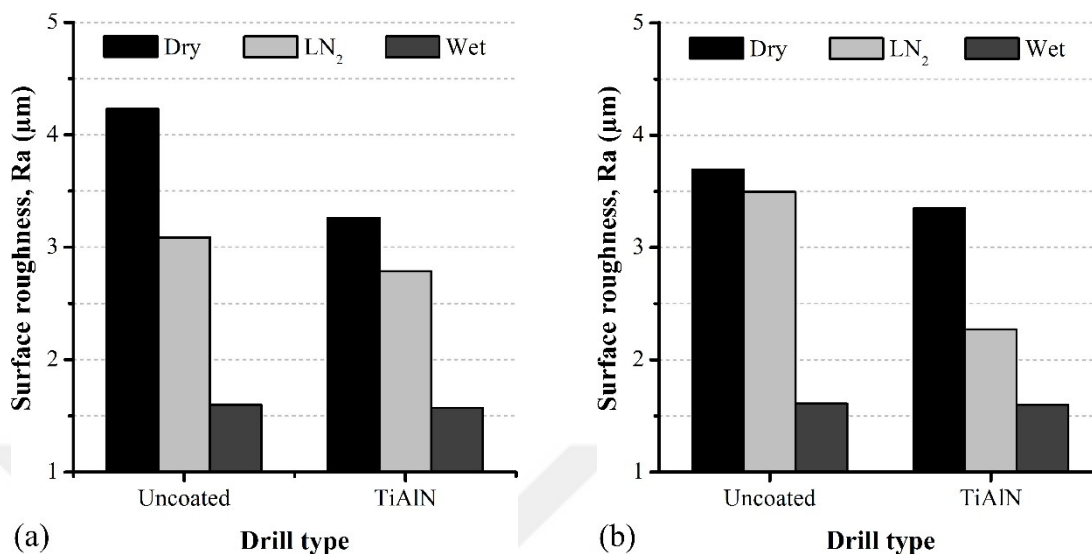 5
4
3
2
1
Surface roughness, Ra (µm)
Dry LN₂ Wet
Uncoated TiAlN
(a) Drill type
5
4
3
2
1
Surface roughness, Ra (µm)
Dry LN₂ Wet
Uncoated TiAlN
(b) Drill type